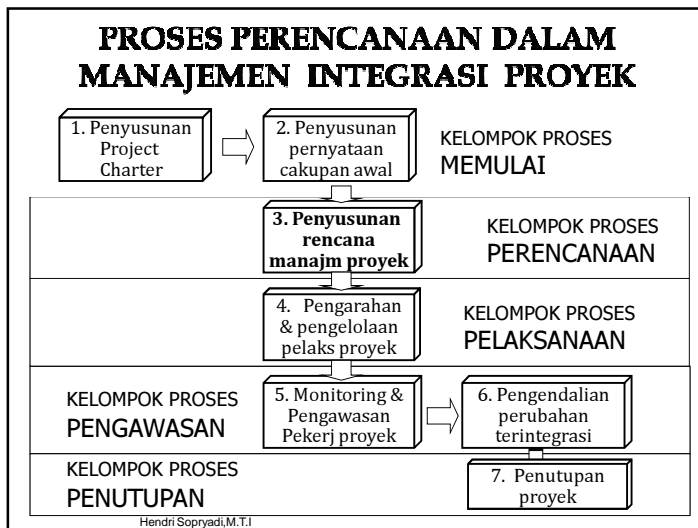 PROSES PERENCANAAN DALAM
MANAJEMEN INTEGRASI PROYEK
1. Penyusunan
Project
Charter
2. Penyusunan
pernyataan
cakupan awal
KELOMPOK PROSES
MEMULAI
3. Penyusunan
rencana
manajm proyek
KELOMPOK PROSES
PERENCANAAN
4. Pengarahan
& pengelolaan
pelaks proyek
KELOMPOK PROSES
PELAKSANAAN
KELOMPOK PROSES
PENGAWASAN
5. Monitoring &
Pengawasan
Pekerj proyek
6. Pengendalian
perubahan
terintegrasi
KELOMPOK PROSES
PENUTUPAN
7. Penutupan
proyek
Hendri Sopryadi,M.T.I